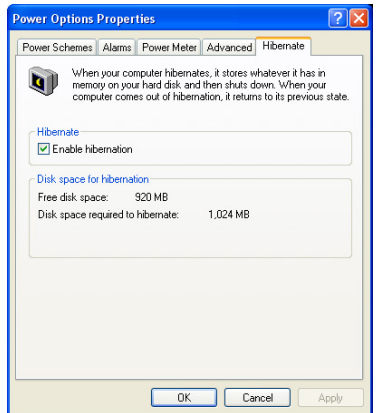 Power Options Properties
Power Schemes Alarms Power Meter Advanced Hibernate
When your computer hibernates, it stores whatever it has in
memory on your hard disk and then shuts down. When your
computer comes out of hibernation, it returns to its previous state.
Hibernate
Enable hibernation
Disk space for hibernation
Free disk space: 920 MB
Disk space required to hibernate: 1,024 MB
OK Cancel Apply